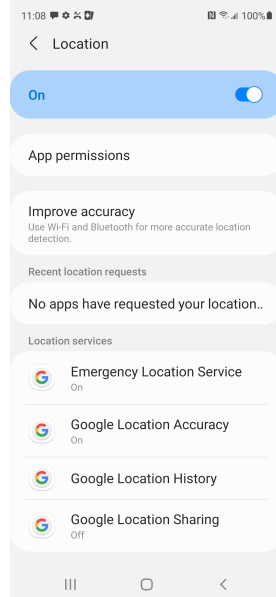 11:08 100%
Location
On
App permissions
Improve accuracy
Use Wi-Fi and Bluetooth for more accurate location
detection.
Recent location requests
No apps have requested your location..
Location services
Emergency Location Service
On
Google Location Accuracy
On
Google Location History
Google Location Sharing
Off